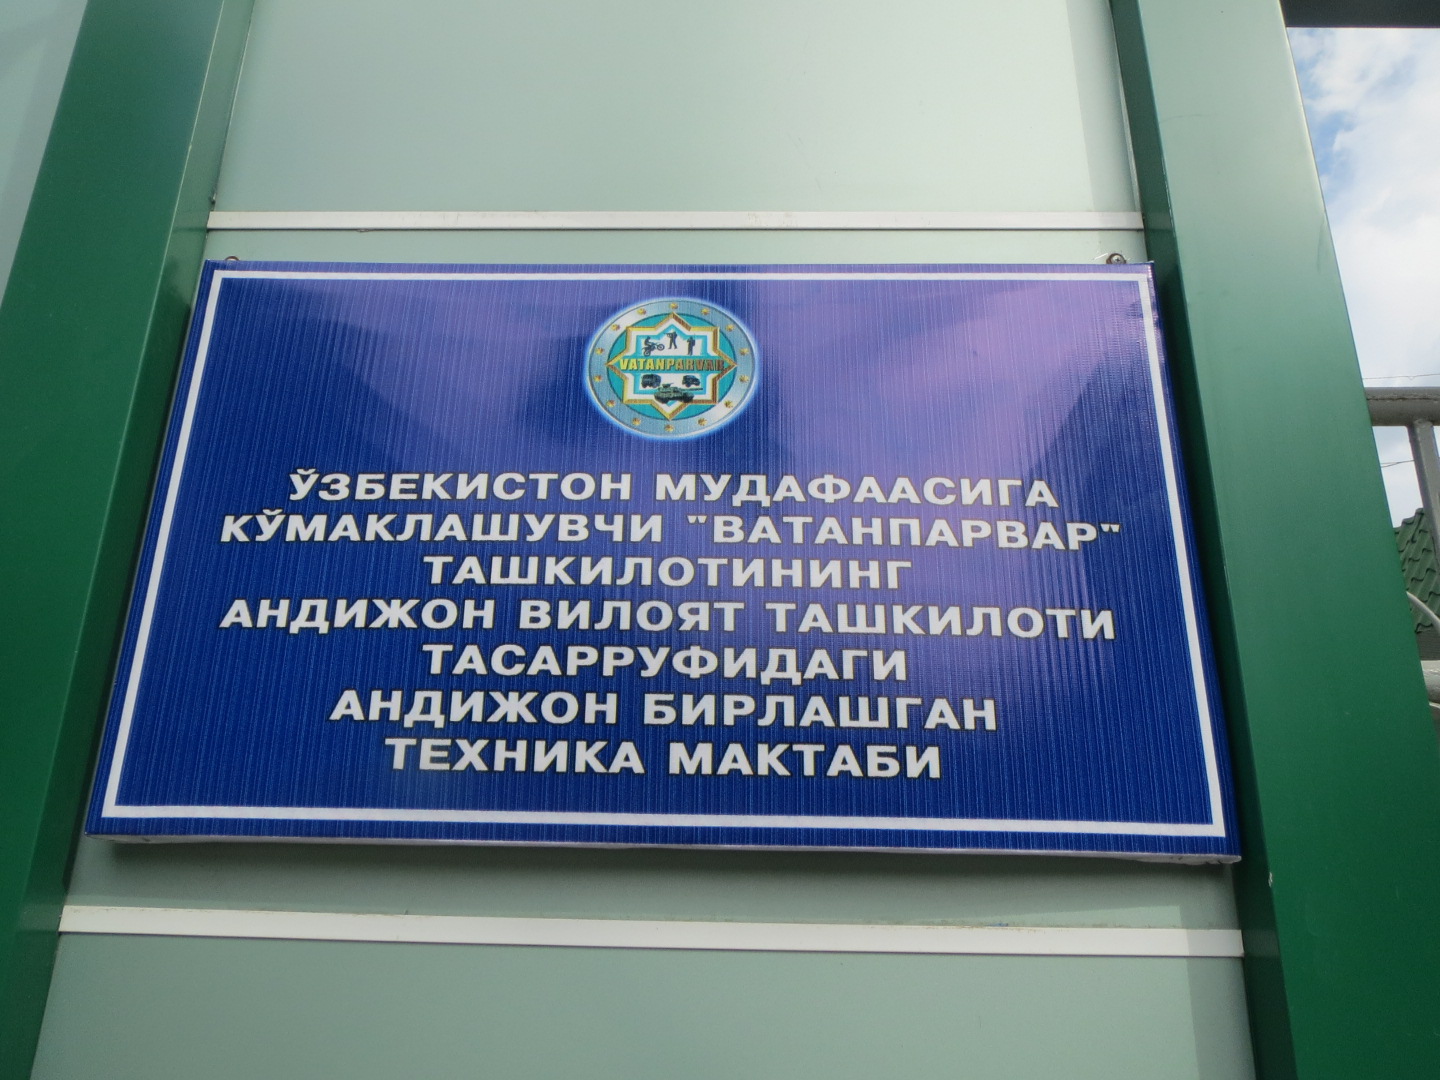 VATANPARVAR
ЎЗБЕКИСТОН МУДАФААСИГА
КЎМАКЛАШУВЧИ "ВАТАНПАРВАР"
ТАШКИЛОТИНИНГ
АНДИЖОН ВИЛОЯТ ТАШКИЛОТИ
ТАСАРРУФИДАГИ
АНДИЖОН БИРЛАШГАН
ТЕХНИКА МАКТАБИ